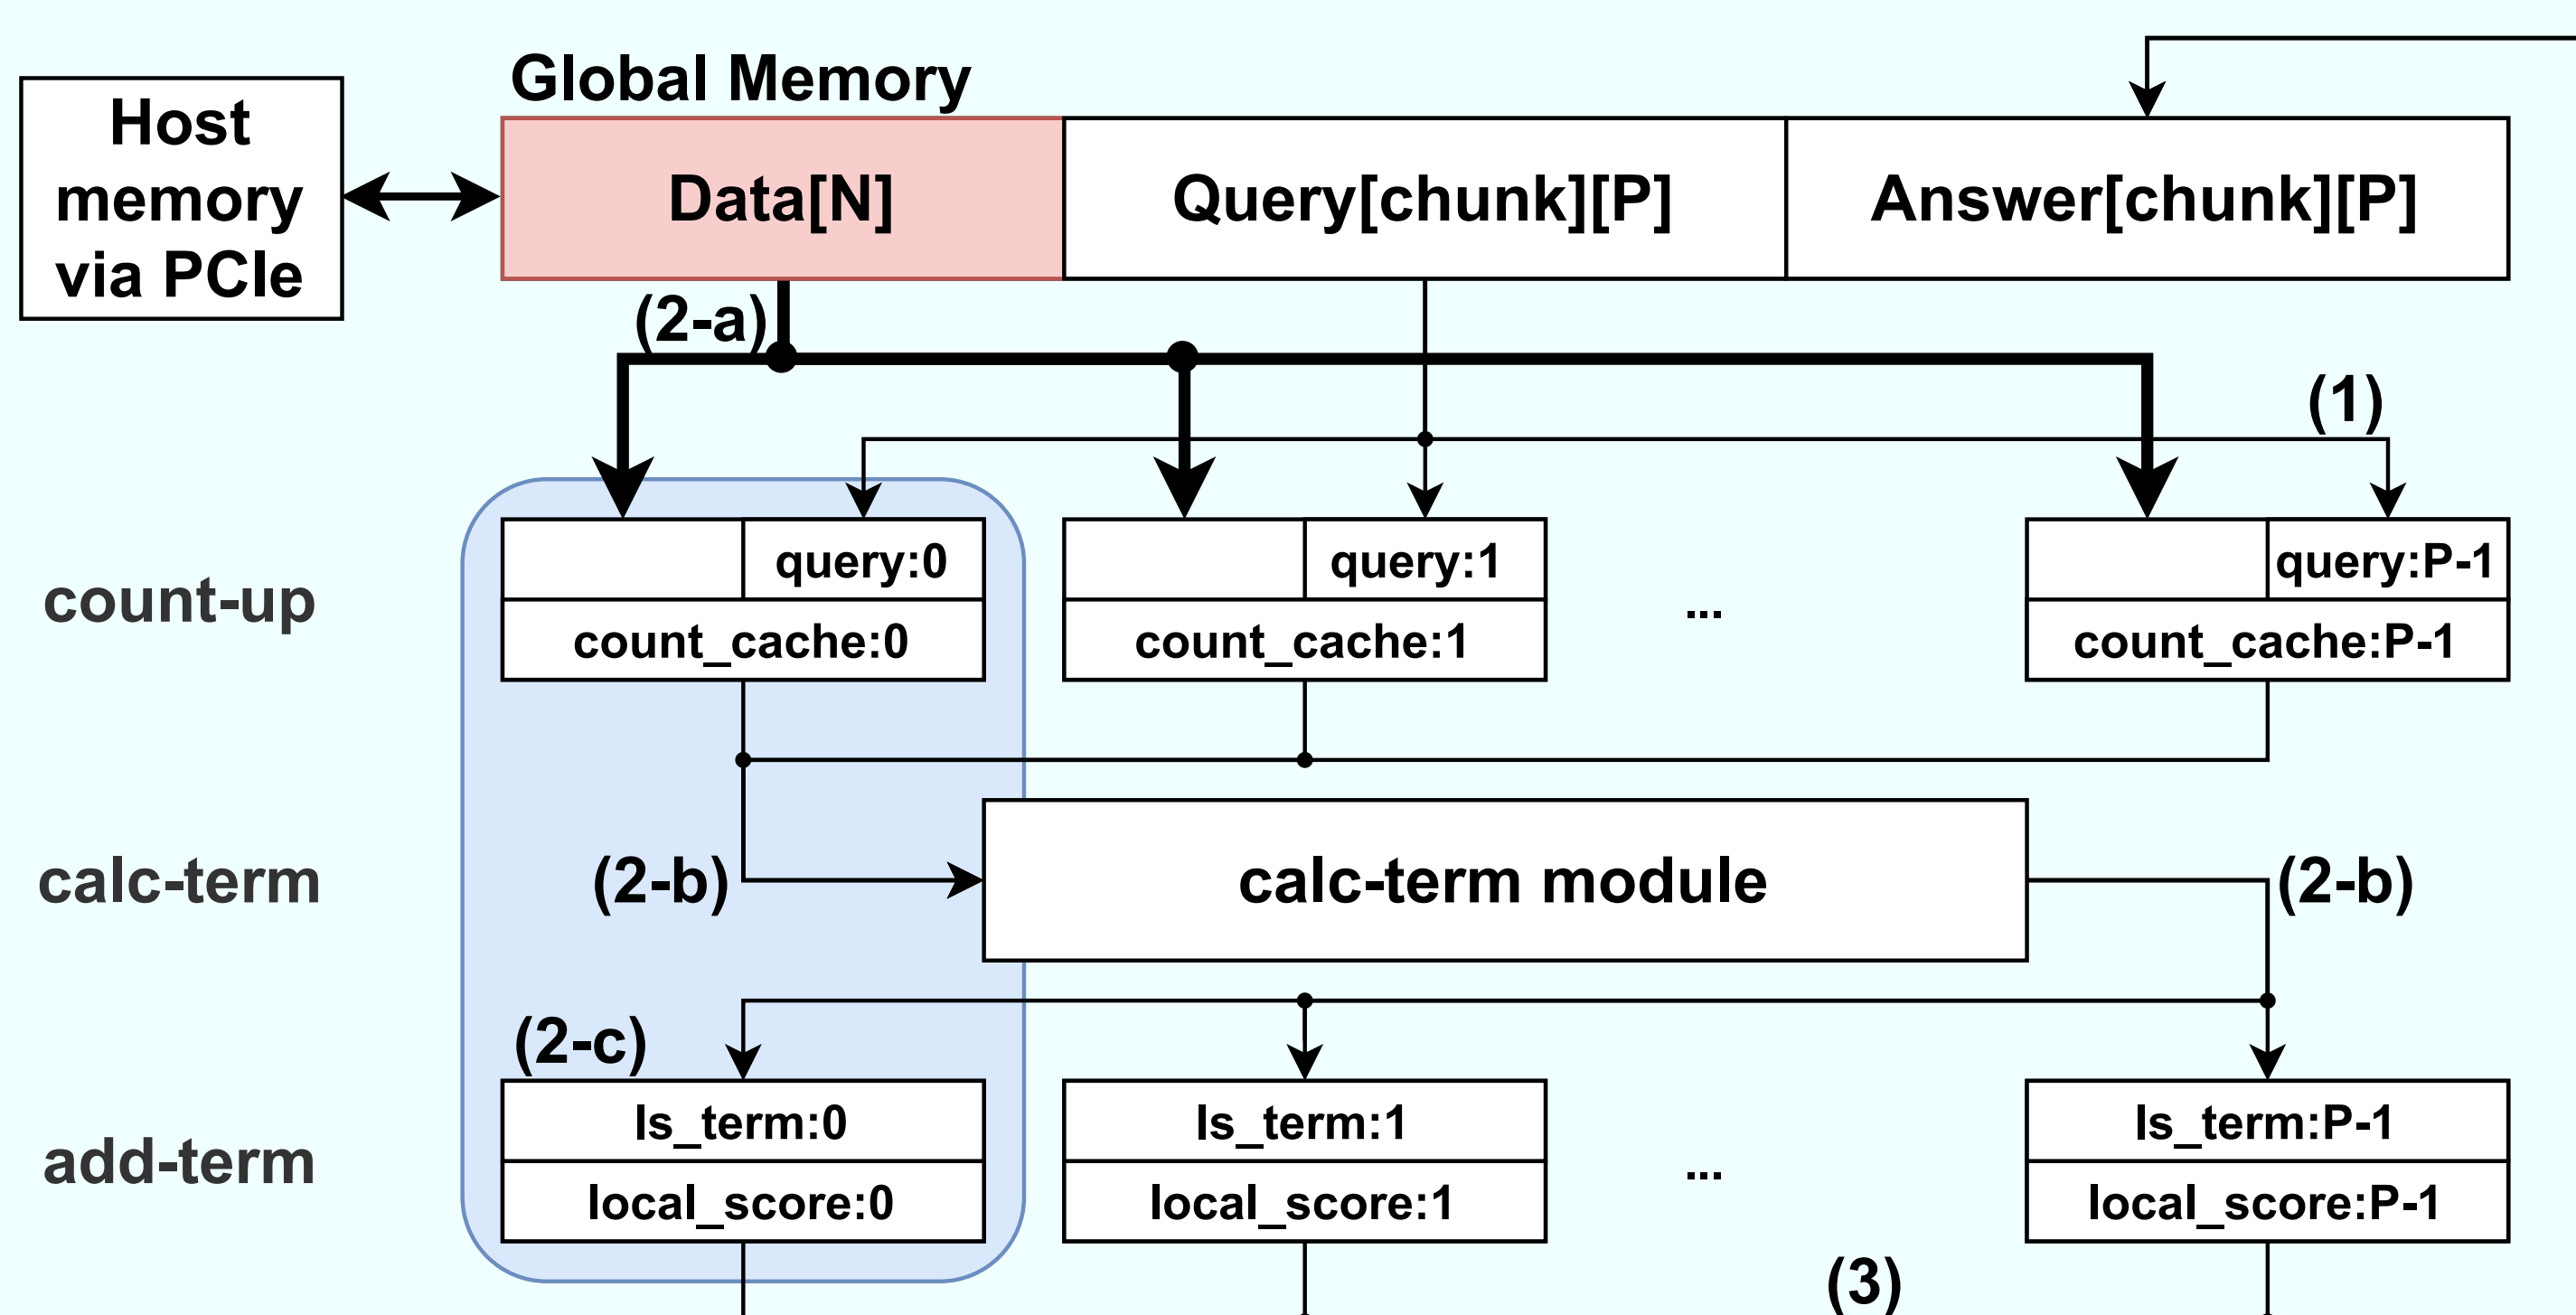 Global Memory
Host
memory
via PCIe
Data[N]
Query[chunk][P]
Answer[chunk][P]
(2-a)
(1)
count-up
query:0
query:1
query:P-1
...
count_cache:0
count_cache:1
count_cache:P-1
calc-term
(2-b)
calc-term module
(2-b)
(2-c)
add-term
ls_term:0
ls_term:1
ls_term:P-1
...
local_score:0
local_score:1
local_score:P-1
(3)